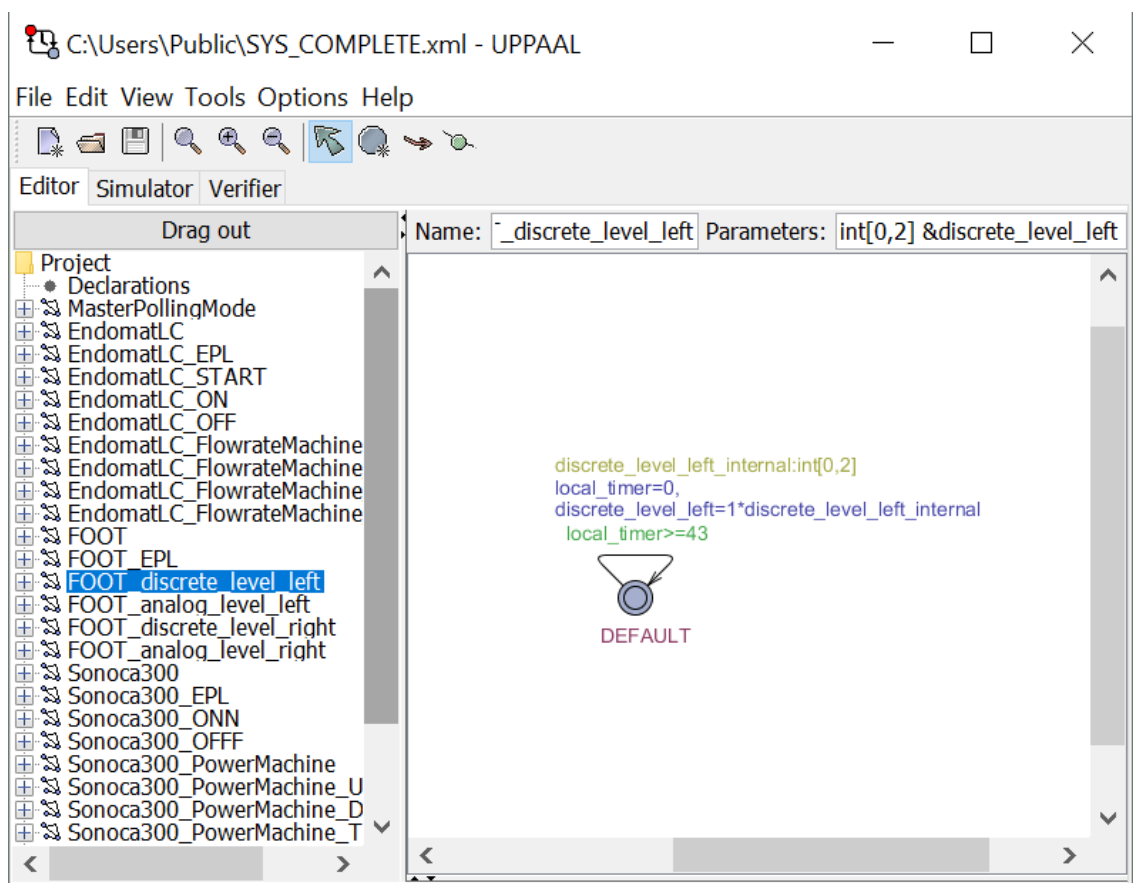 C:\Users\Public\SYS_COMPLETE.xml - UPPAAL
File Edit View Tools Options Help
Editor Simulator Verifier
Drag out
Name: _discrete_level_left Parameters: int[0,2] &discrete_level_left
Project
Declarations
MasterPollingMode
EndomatLC
EndomatLC_EPL
EndomatLC_START
EndomatLC_ON
EndomatLC_OFF
EndomatLC_FlowrateMachine
EndomatLC_FlowrateMachine
EndomatLC_FlowrateMachine
EndomatLC_FlowrateMachine
FOOT
FOOT_EPL
FOOT_discrete_level_left
FOOT_analog_level_left
FOOT_discrete_level_right
FOOT_analog_level_right
Sonoca300
Sonoca300_EPL
Sonoca300_ONN
Sonoca300_OFFF
Sonoca300_PowerMachine
Sonoca300_PowerMachine_U
Sonoca300_PowerMachine_D
Sonoca300_PowerMachine_T
discrete_level_left_internal:int[0,2]
local_timer=0,
discrete_level_left=1*discrete_level_left_internal
local_timer>=43
DEFAULT